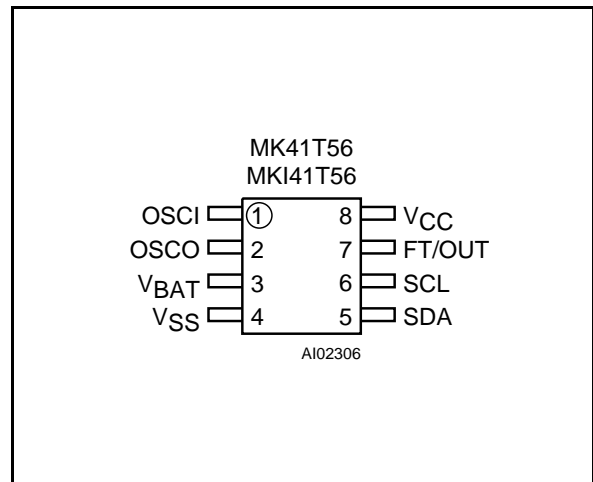 MK41T56
MKI41T56
OSCI 1 8 VCC
OSCO 2 7 FT/OUT
VBAT 3 6 SCL
VSS 4 5 SDA
AI02306